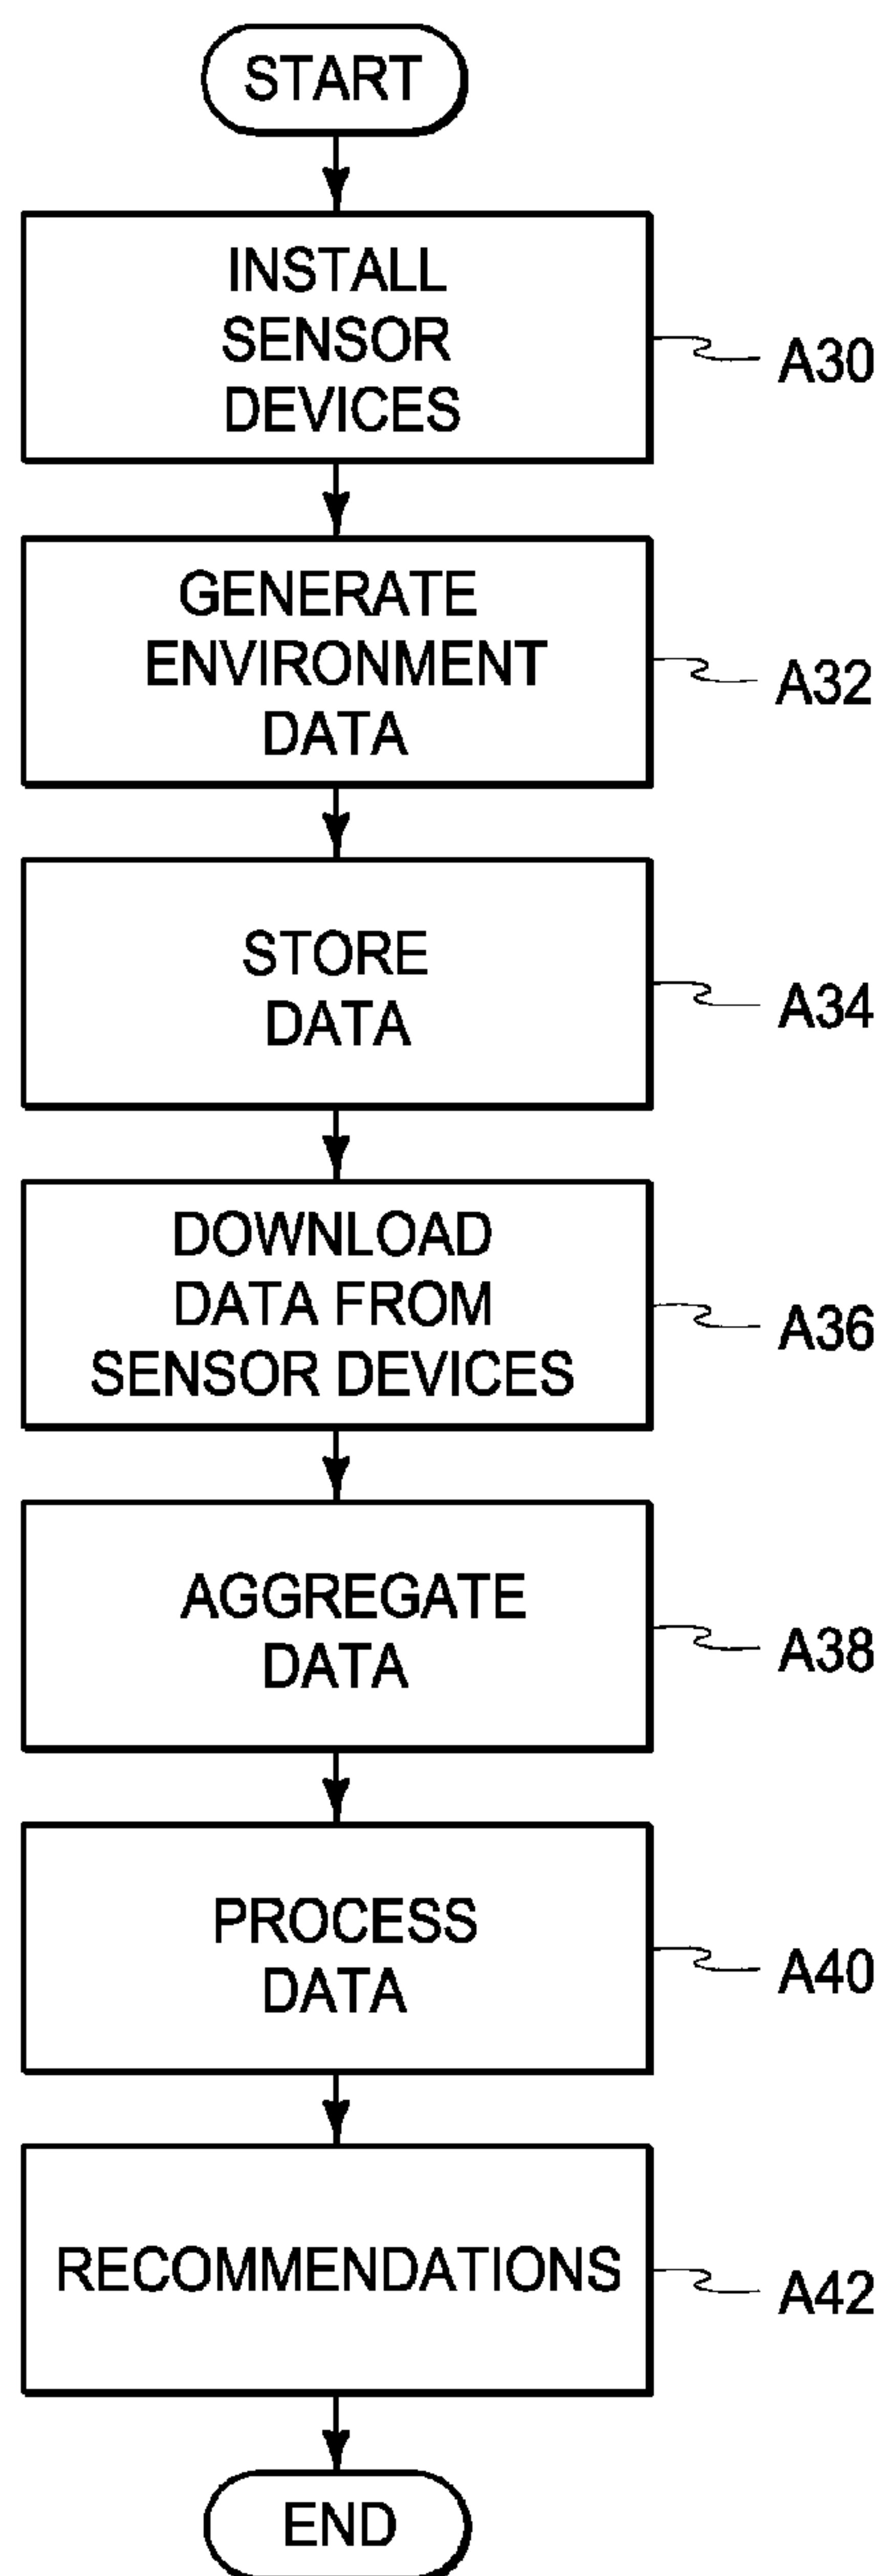 START
INSTALL
SENSOR
DEVICES
A30
GENERATE
ENVIRONMENT
DATA
A32
STORE
DATA
A34
DOWNLOAD
DATA FROM
SENSOR DEVICES
A36
AGGREGATE
DATA
A38
PROCESS
DATA
A40
RECOMMENDATIONS
A42
END